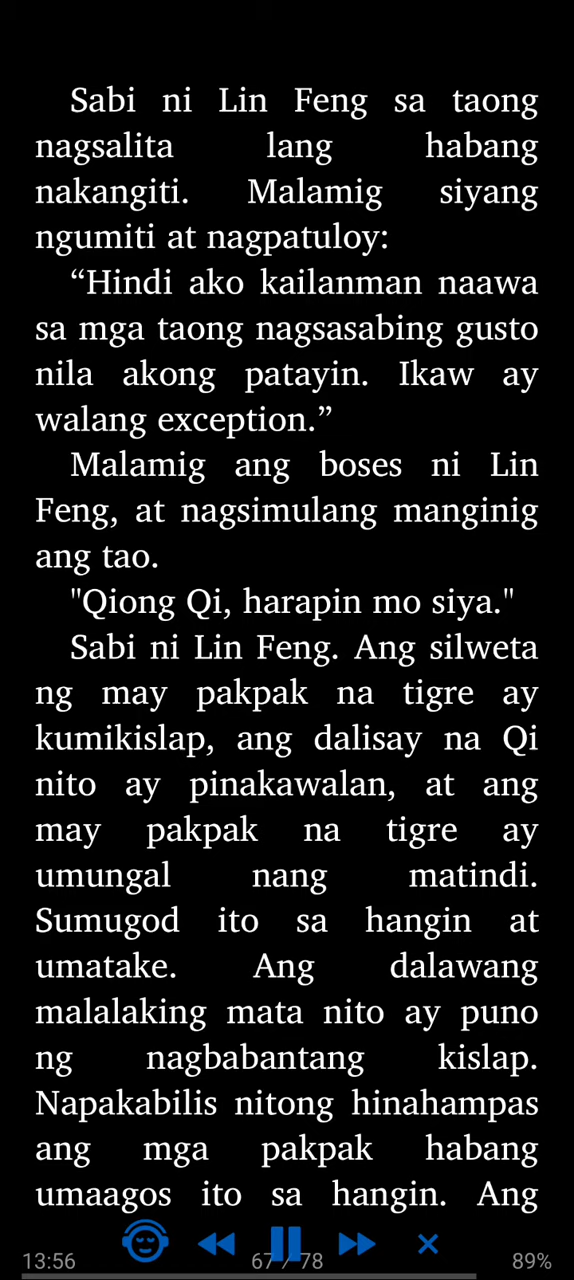 Sabi ni Lin Feng sa taong
nagsalita lang habang
nakangiti. Malamig siyang
ngumiti at nagpatuloy:
“Hindi ako kailanman naawa
sa mga taong nagsasabing gusto
nila akong patayin. Ikaw ay
walang exception.”
Malamig ang boses ni Lin
Feng, at nagsimulang manginig
ang tao.
"Qiong Qi, harapin mo siya."
Sabi ni Lin Feng. Ang silweta
ng may pakpak na tigre ay
kumikislap, ang dalisay na Qi
nito ay pinakawalan, at ang
may pakpak na tigre ay
umungal nang matindi.
Sumugod ito sa hangin at
umatake. Ang dalawang
malalaking mata nito ay puno
ng nagbabantang kislap.
Napakabilis nitong hinahampas
ang mga pakpak habang
umaagos ito sa hangin. Ang
13:56 67 / 78 89%